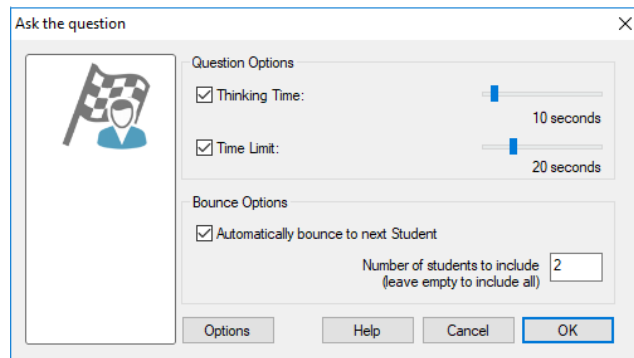 Ask the question
Question Options
Thinking Time:
10 seconds
Time Limit:
20 seconds
Bounce Options
Automatically bounce to next Student
Number of students to include
(leave empty to include all)
2
Options
Help
Cancel
OK